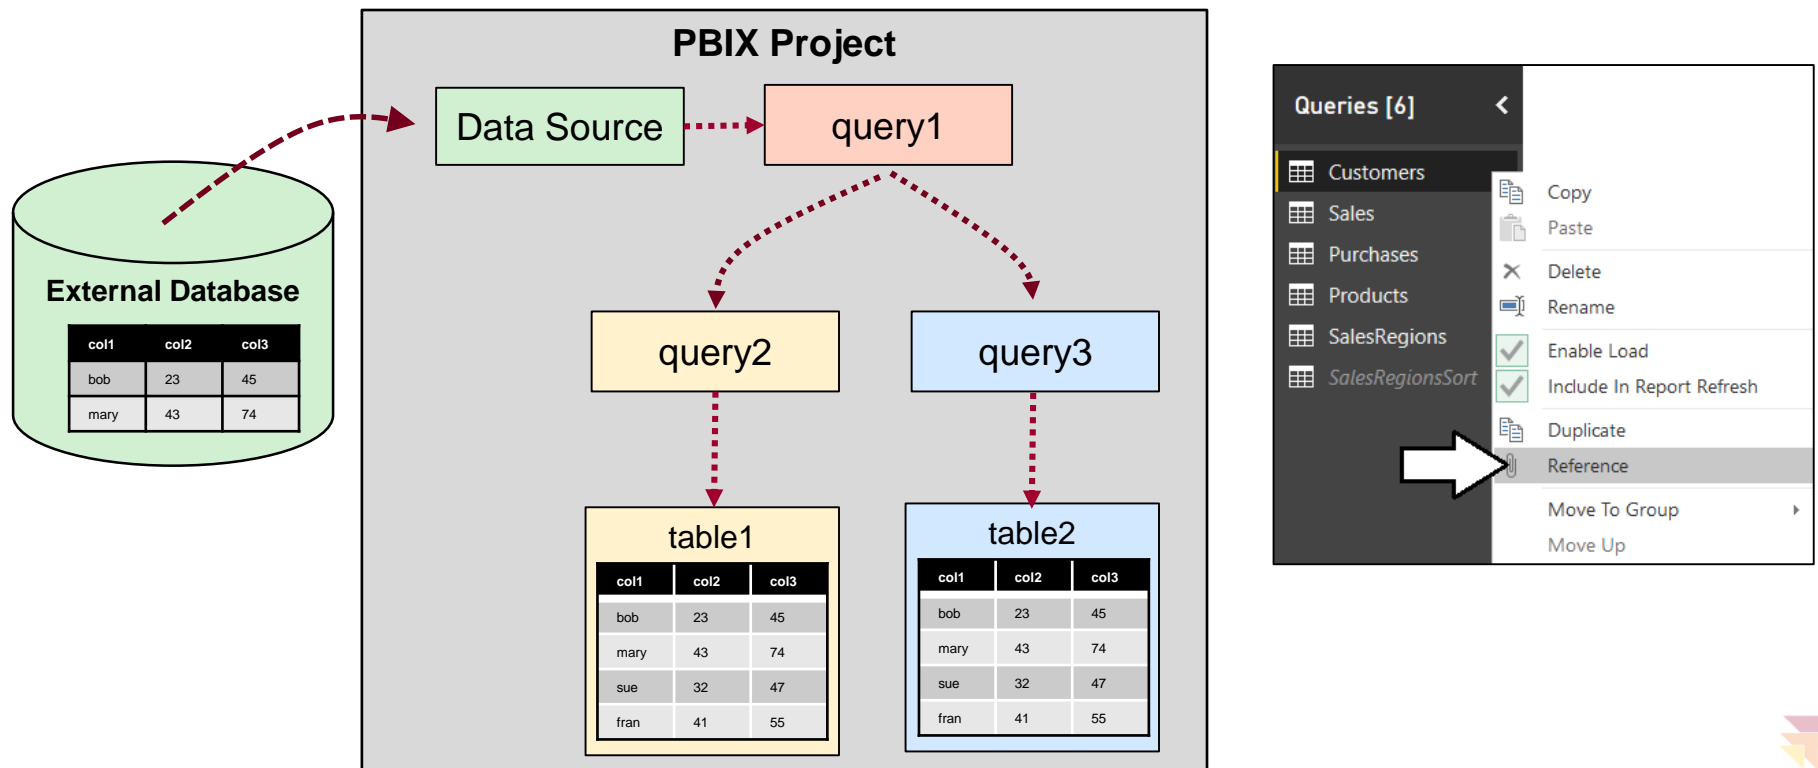 PBIX Project
Data Source
query1
External Database
col1 col2 col3
bob 23 45
mary 43 74
query2
query3
table1
col1 col2 col3
bob 23 45
mary 43 74
sue 32 47
fran 41 55
table2
col1 col2 col3
bob 23 45
mary 43 74
sue 32 47
fran 41 55
Queries [6]
Customers
Sales
Purchases
Products
SalesRegions
SalesRegionsSort
Copy
Paste
Delete
Rename
Enable Load
Include In Report Refresh
Duplicate
Reference
Move To Group
Move Up